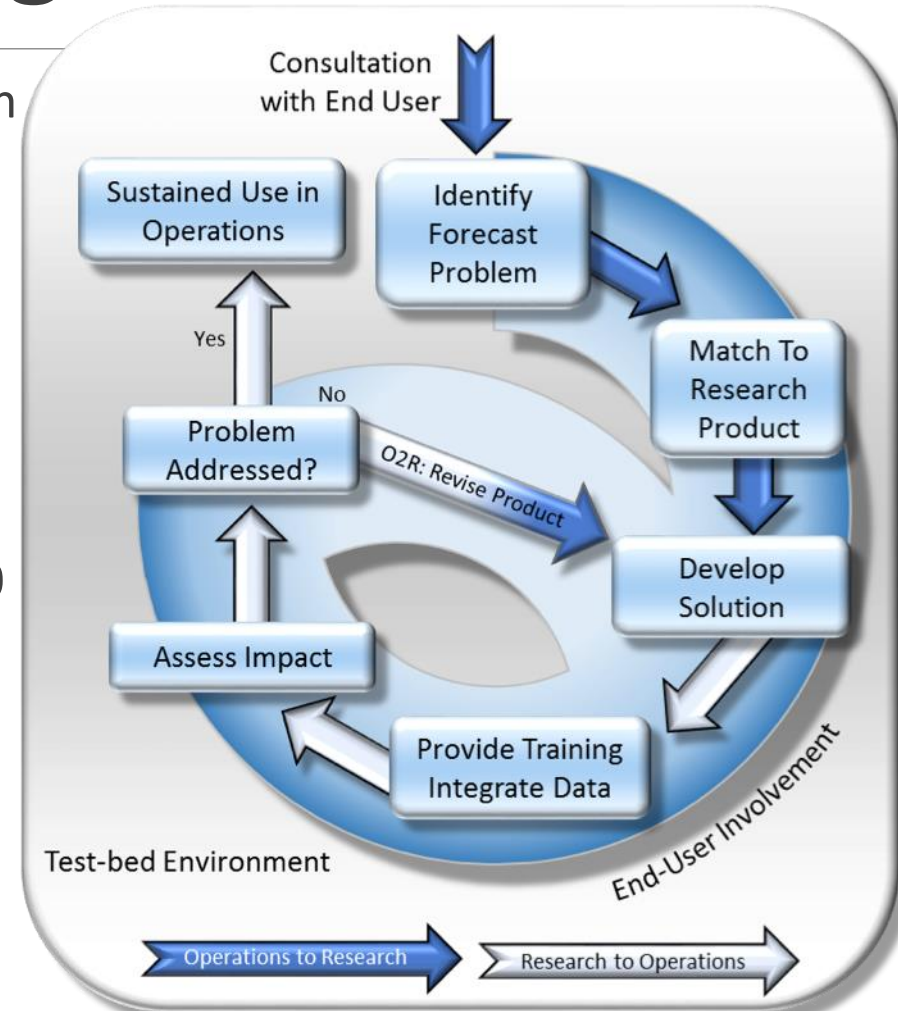 Consultation
with End User
Sustained Use in
Operations
Identify
Forecast
Problem
Yes
Match To
Research
Product
No
Problem
Addressed?
O2R: Revise Product
Develop
Solution
Assess Impact
Provide Training
Integrate Data
Test-bed Environment
End-User Involvement
Operations to Research
Research to Operations